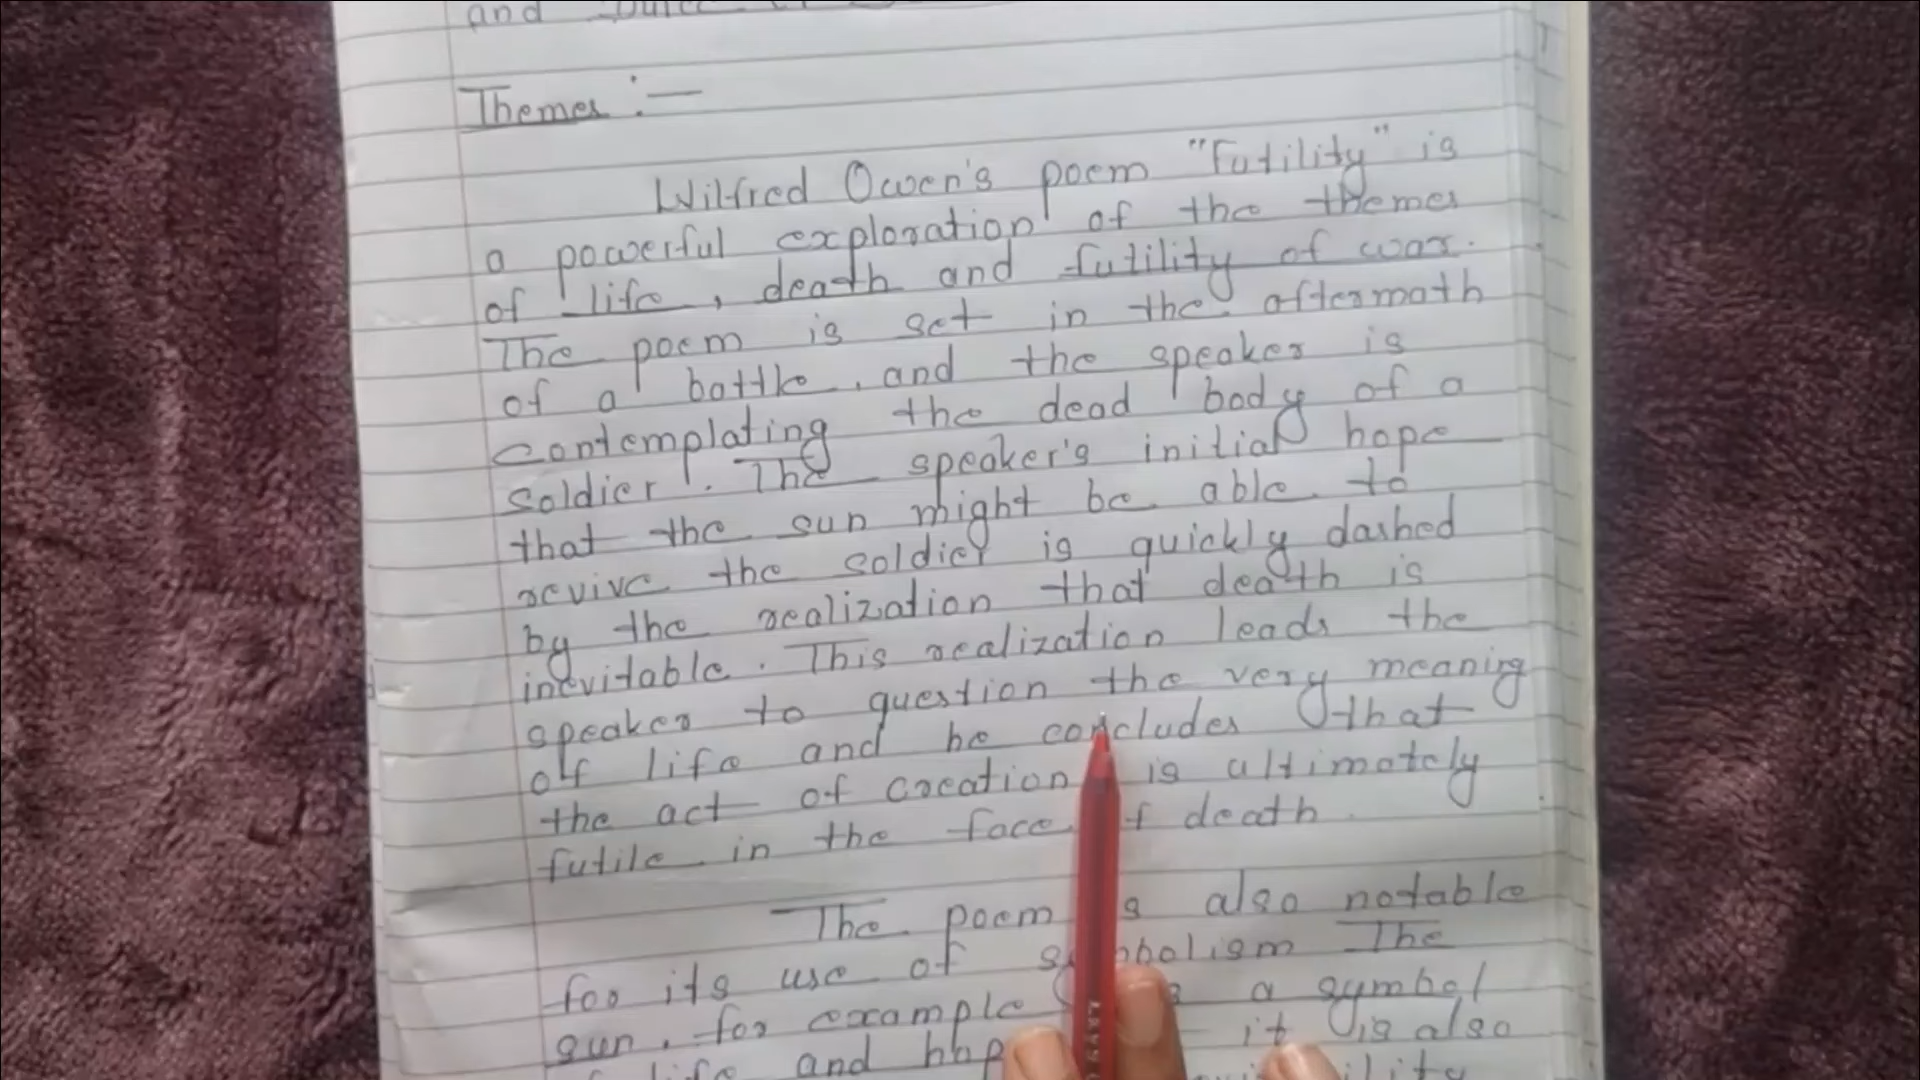 and
Themes :—
Wilfred Owen's poem "Futility" is
a powerful exploration of the themes
of life, death and futility of war.
The poem is set in the aftermath
of a battle, and the speaker is
contemplating the dead body of a
soldier. The speaker's initial hope
that the sun might be able to
revive the soldier is quickly dashed
by the realization that death is
inevitable. This realization leads the
speaker to question the very meaning
of life and he concludes that
the act of creation is ultimately
futile in the face of death.
The poem is also notable
for its use of symbolism The
sun, for example a symbol
life and it is also